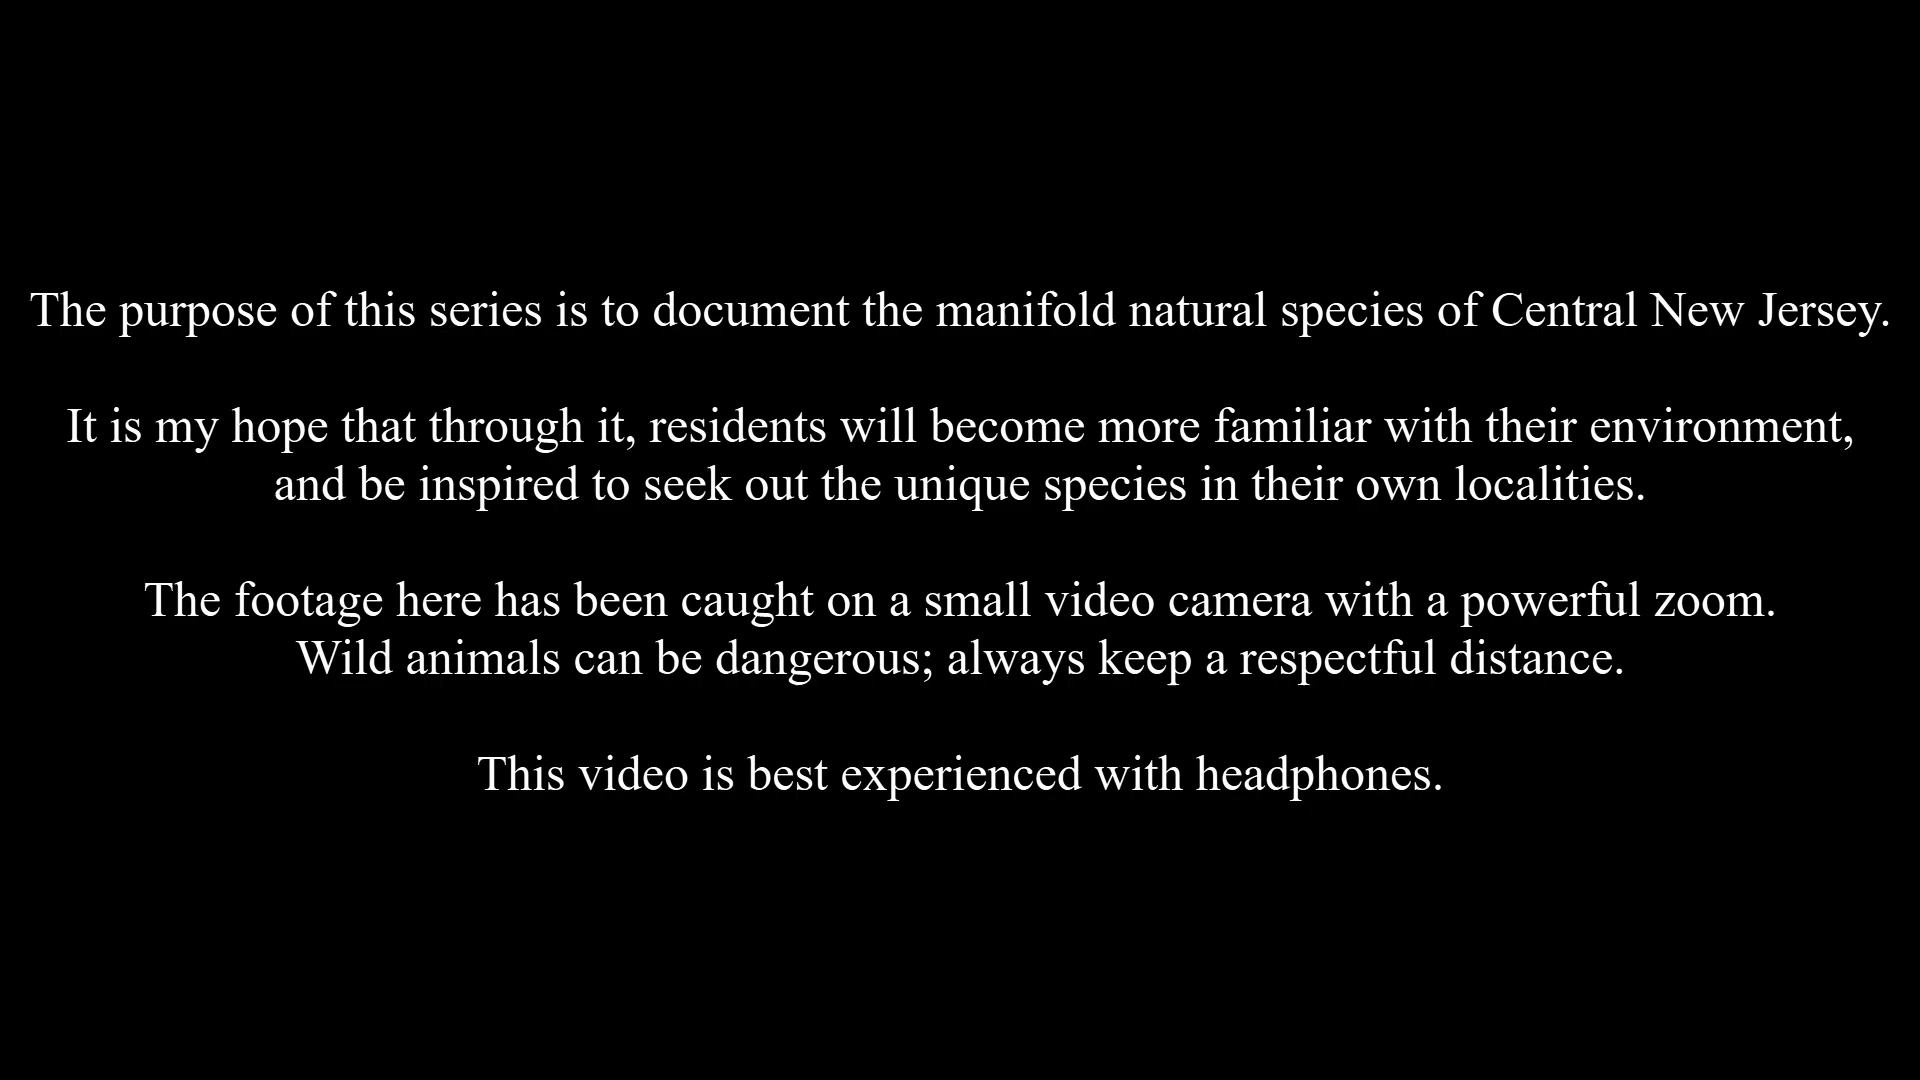 The purpose of this series is to document the manifold natural species of Central New Jersey.
It is my hope that through it, residents will become more familiar with their environment,
and be inspired to seek out the unique species in their own localities.
The footage here has been caught on a small video camera with a powerful zoom.
Wild animals can be dangerous; always keep a respectful distance.
This video is best experienced with headphones.